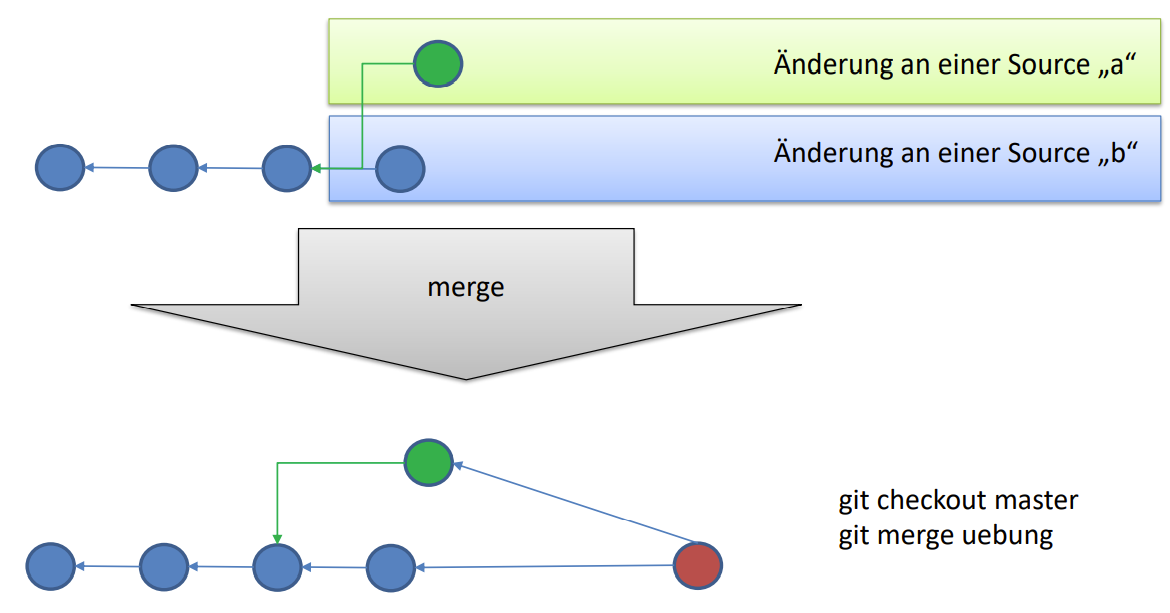 Änderung an einer Source „a“
Änderung an einer Source „b“
merge
git checkout master
git merge uebung